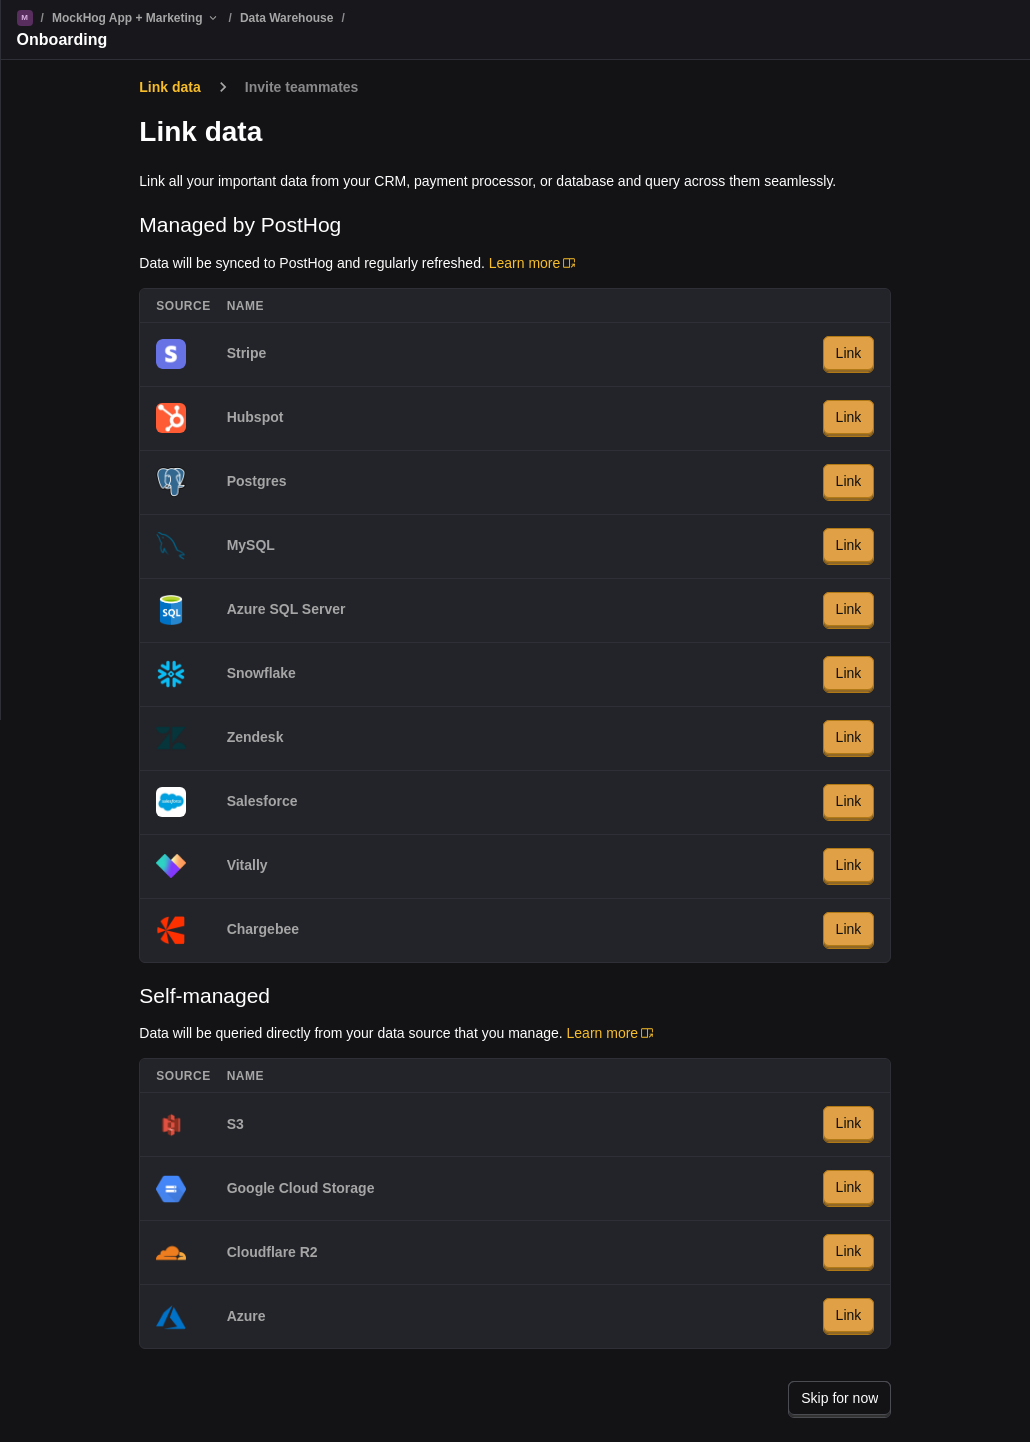 M / MockHog App + Marketing / Data Warehouse /
Onboarding
Link data Invite teammates
Link data
Link all your important data from your CRM, payment processor, or database and query across them seamlessly.
Managed by PostHog
Data will be synced to PostHog and regularly refreshed. Learn more
SOURCE NAME
S Stripe Link
Hubspot Link
Postgres Link
MySQL Link
SQL Azure SQL Server Link
Snowflake Link
Zendesk Link
salesforce Salesforce Link
Vitally Link
Chargebee Link
Self-managed
Data will be queried directly from your data source that you manage. Learn more
SOURCE NAME
S3 Link
Google Cloud Storage Link
Cloudflare R2 Link
Azure Link
Skip for now